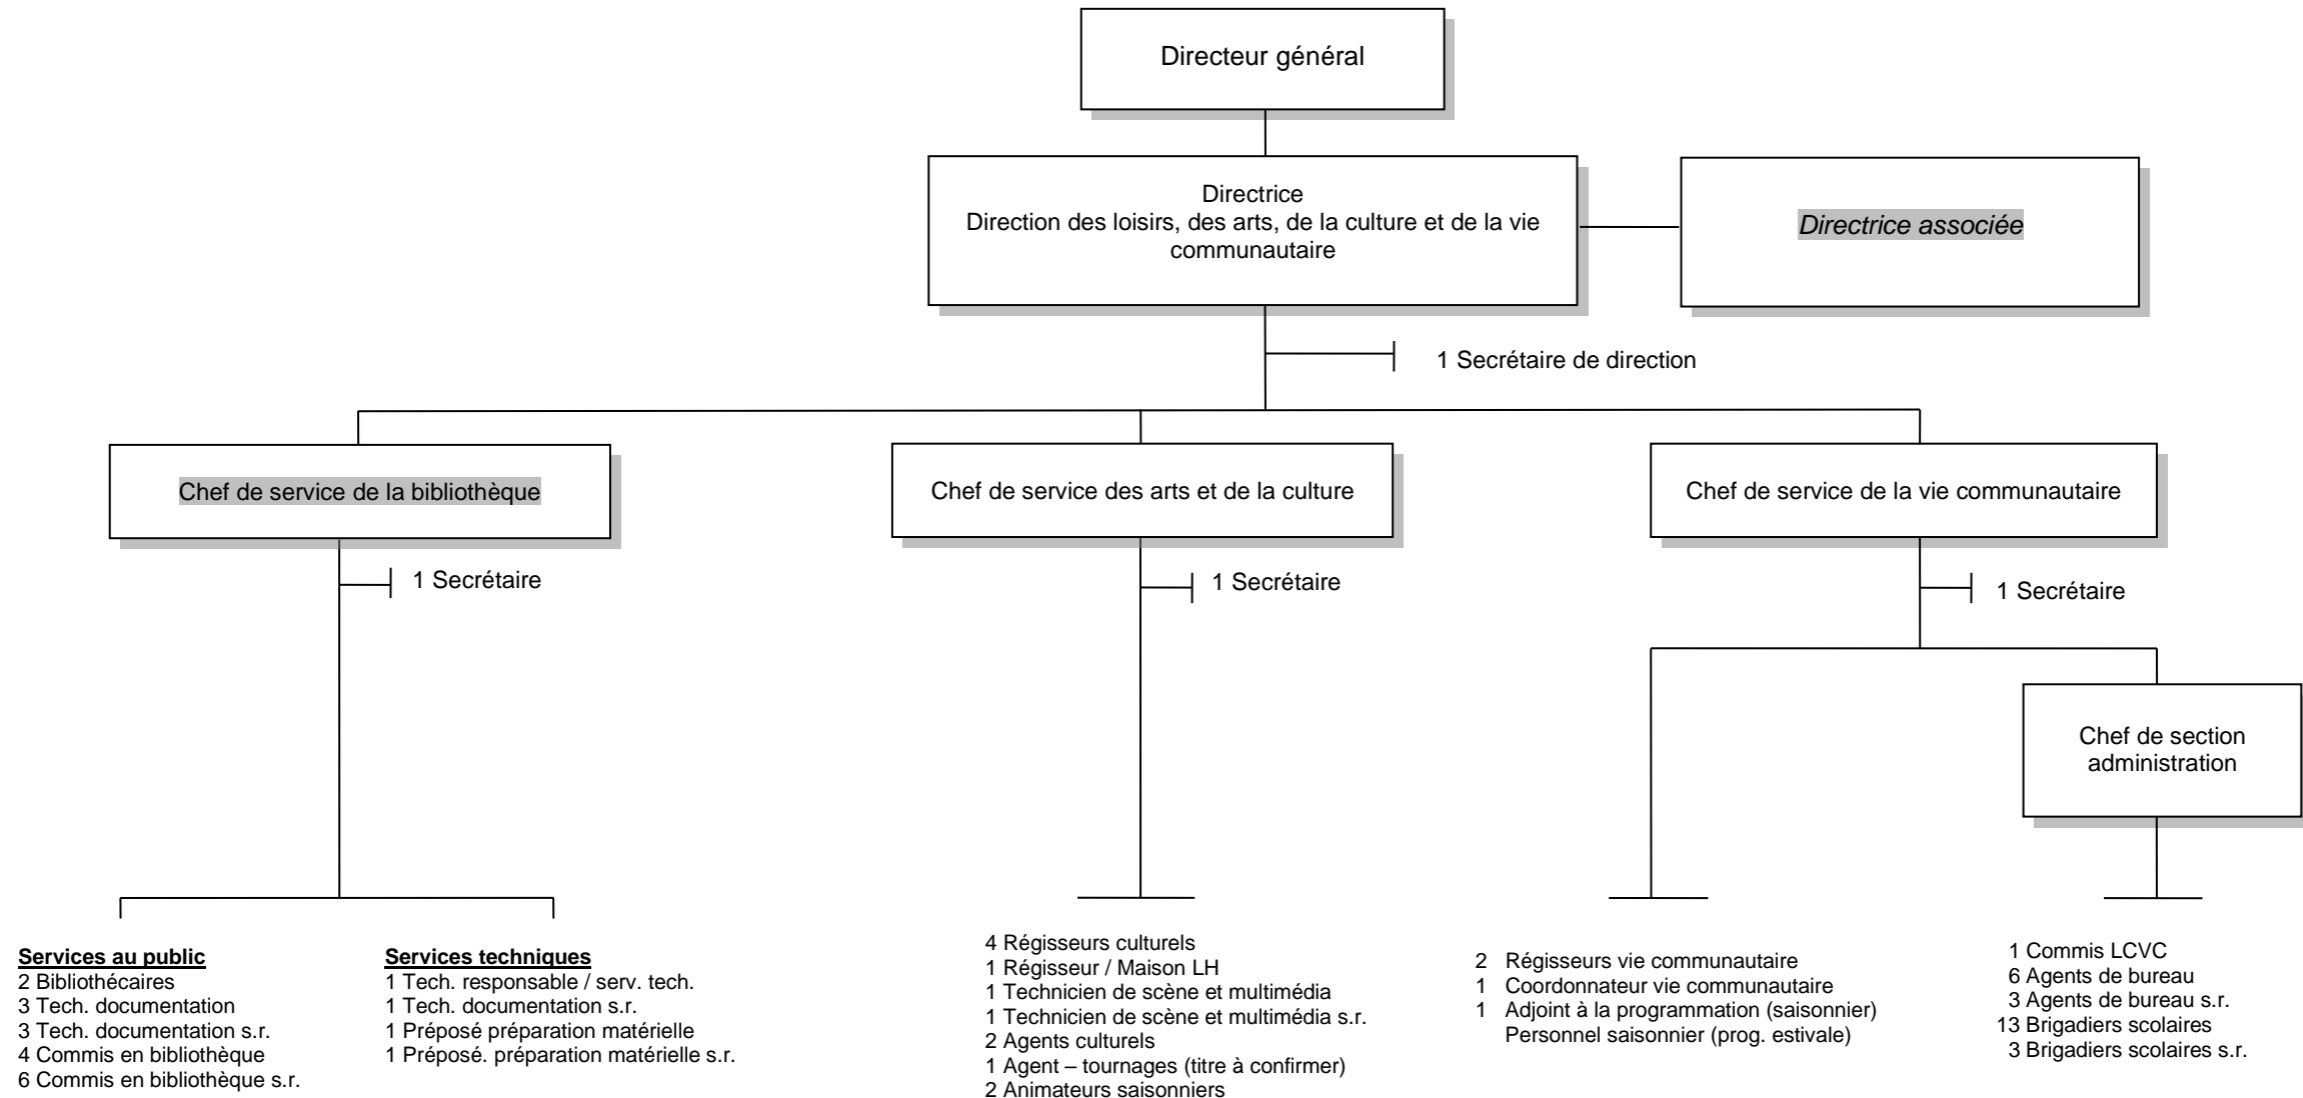 Directeur général
Directrice
Direction des loisirs, des arts, de la culture et de la vie
communautaire
Directrice associée
1 Secrétaire de direction
Chef de service de la bibliothèque
Chef de service des arts et de la culture
Chef de service de la vie communautaire
1 Secrétaire
1 Secrétaire
1 Secrétaire
Chef de section
administration
Services au public
2 Bibliothécaires
3 Tech. documentation
3 Tech. documentation s.r.
4 Commis en bibliothèque
6 Commis en bibliothèque s.r.
Services techniques
1 Tech. responsable / serv. tech.
1 Tech. documentation s.r.
1 Préposé préparation matérielle
1 Préposé. préparation matérielle s.r.
4 Régisseurs culturels
1 Régisseur / Maison LH
1 Technicien de scène et multimédia
1 Technicien de scène et multimédia s.r.
2 Agents culturels
1 Agent – tournages (titre à confirmer)
2 Animateurs saisonniers
2 Régisseurs vie communautaire
1 Coordonnateur vie communautaire
1 Adjoint à la programmation (saisonnier)
Personnel saisonnier (prog. estivale)
1 Commis LCVC
6 Agents de bureau
3 Agents de bureau s.r.
13 Brigadiers scolaires
3 Brigadiers scolaires s.r.